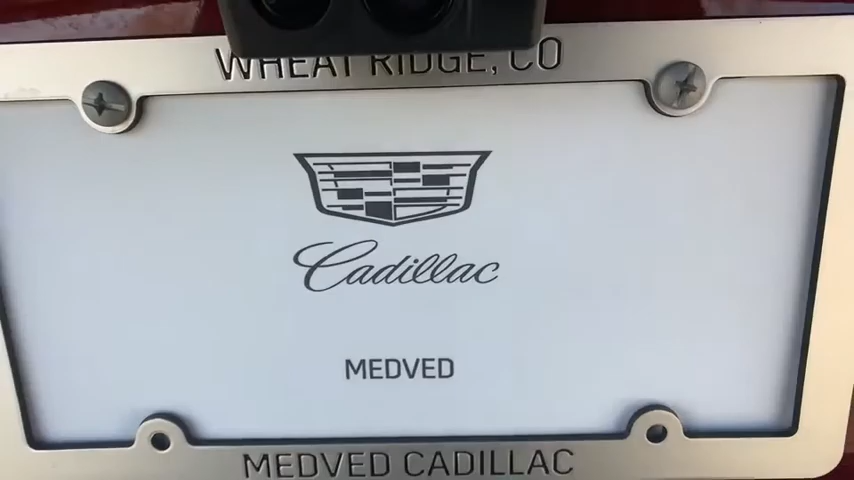 WHEAT RIDGE, CO
Cadillac
MEDVED
MEDVED CADILLAC